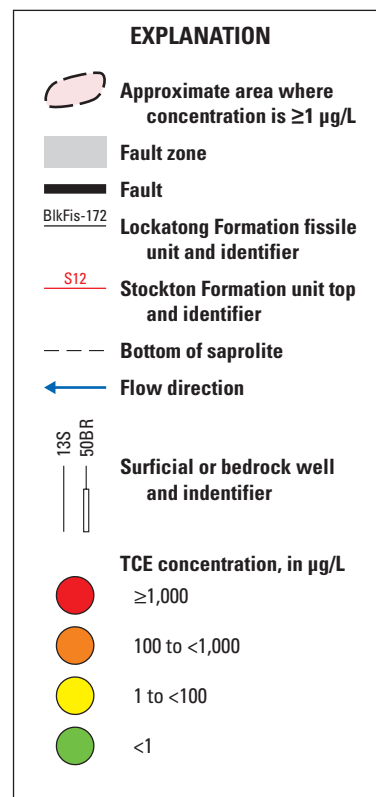 EXPLANATION
Approximate area where
concentration is ≥1 µg/L
Fault zone
Fault
BlkFis-172
Lockatong Formation fissile
unit and identifier
S12
Stockton Formation unit top
and identifier
Bottom of saprolite
Flow direction
13S
50BR
Surficial or bedrock well
and indentifier
TCE concentration, in µg/L
≥1,000
100 to <1,000
1 to <100
<1